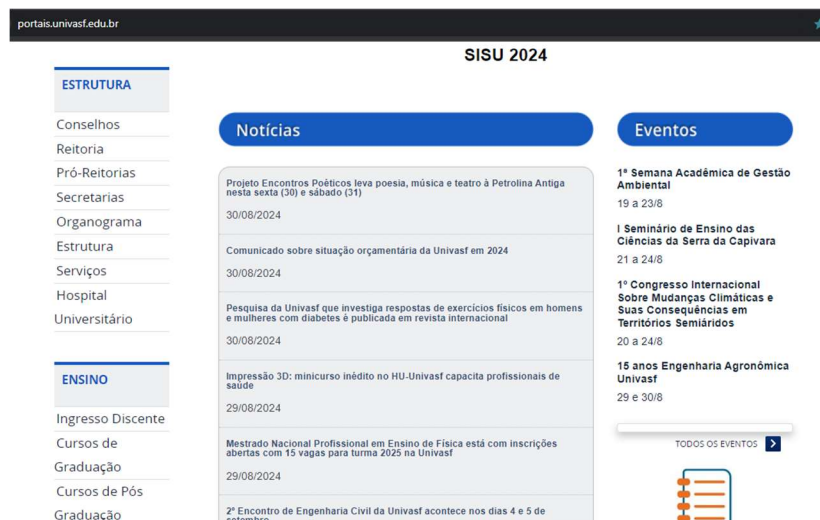 portais.univasf.edu.br
SISU 2024
ESTRUTURA
Conselhos
Reitoria
Pró-Reitorias
Secretarias
Organograma
Estrutura
Serviços
Hospital
Universitário
ENSINO
Ingresso Discente
Cursos de
Graduação
Cursos de Pós
Graduação
Notícias
Projeto Encontros Poéticos leva poesia, música e teatro à Petrolina Antiga
nesta sexta (30) e sábado (31)
30/08/2024
Comunicado sobre situação orçamentária da Univasf em 2024
30/08/2024
Pesquisa da Univasf que investiga respostas de exercícios físicos em homens
e mulheres com diabetes é publicada em revista internacional
30/08/2024
Impressão 3D: minicurso inédito no HU-Univasf capacita profissionais de
saúde
29/08/2024
Mestrado Nacional Profissional em Ensino de Física está com inscrições
abertas com 15 vagas para turma 2025 na Univasf
29/08/2024
2º Encontro de Engenharia Civil da Univasf acontece nos dias 4 e 5 de
setembro
Eventos
1ª Semana Acadêmica de Gestão
Ambiental
19 a 23/8
I Seminário de Ensino das
Ciências da Serra da Capivara
21 a 24/8
1º Congresso Internacional
Sobre Mudanças Climáticas e
Suas Consequências em
Territórios Semiáridos
20 a 24/8
15 anos Engenharia Agronômica
Univasf
29 e 30/8
TODOS OS EVENTOS